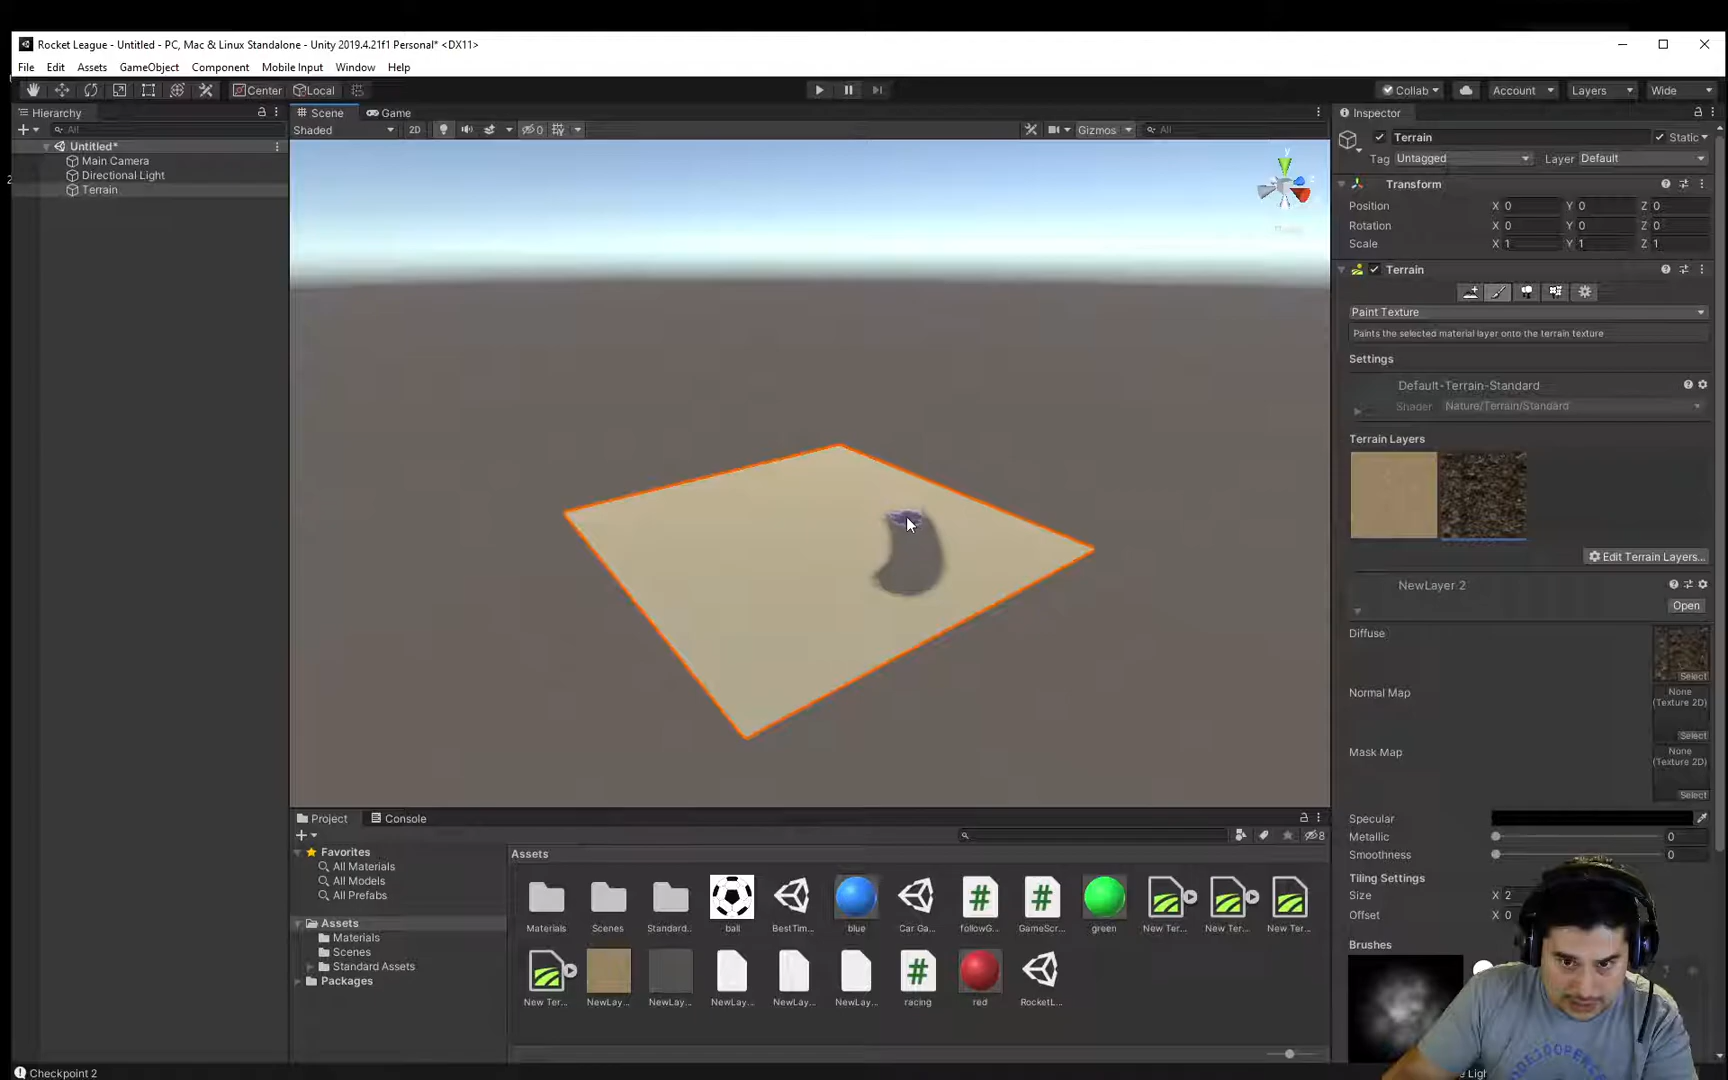 Rocket League - Untitled - PC, Mac & Linux Standalone - Unity 2019.4.21f1 Personal* <DX11>
File Edit Assets GameObject Component Mobile Input Window Help
Center Local Collab Account Layers Wide
Hierarchy Scene Game Inspector
All Shaded 2D 0 Gizmos All
Untitled*
Main Camera
Directional Light
Terrain
y
Terrain Static
Tag Untagged Layer Default
Transform
Position X 0 Y 0 Z 0
Rotation X 0 Y 0 Z 0
Scale X 1 Y 1 Z 1
Terrain
Paint Texture
Paints the selected material layer onto the terrain texture
Settings
Default-Terrain-Standard
Shader Nature/Terrain/Standard
Terrain Layers
Edit Terrain Layers...
NewLayer 2
Open
Diffuse
Select
Normal Map None
(Texture 2D)
Select
Mask Map None
(Texture 2D)
Select
Specular
Metallic 0
Smoothness 0
Tiling Settings
Size X 2
Offset X 0
Brushes
Project Console
8
Favorites
All Materials
All Models
All Prefabs
Assets
Materials
Scenes
Standard Assets
Packages
Assets
Materials Scenes Standard.. ball BestTim... blue Car Ga... followG... GameScr... green New Ter... New Ter... New Ter...
New Ter... NewLay... NewLay... NewLay... NewLay... NewLay... racing red RocketL...
Checkpoint 2